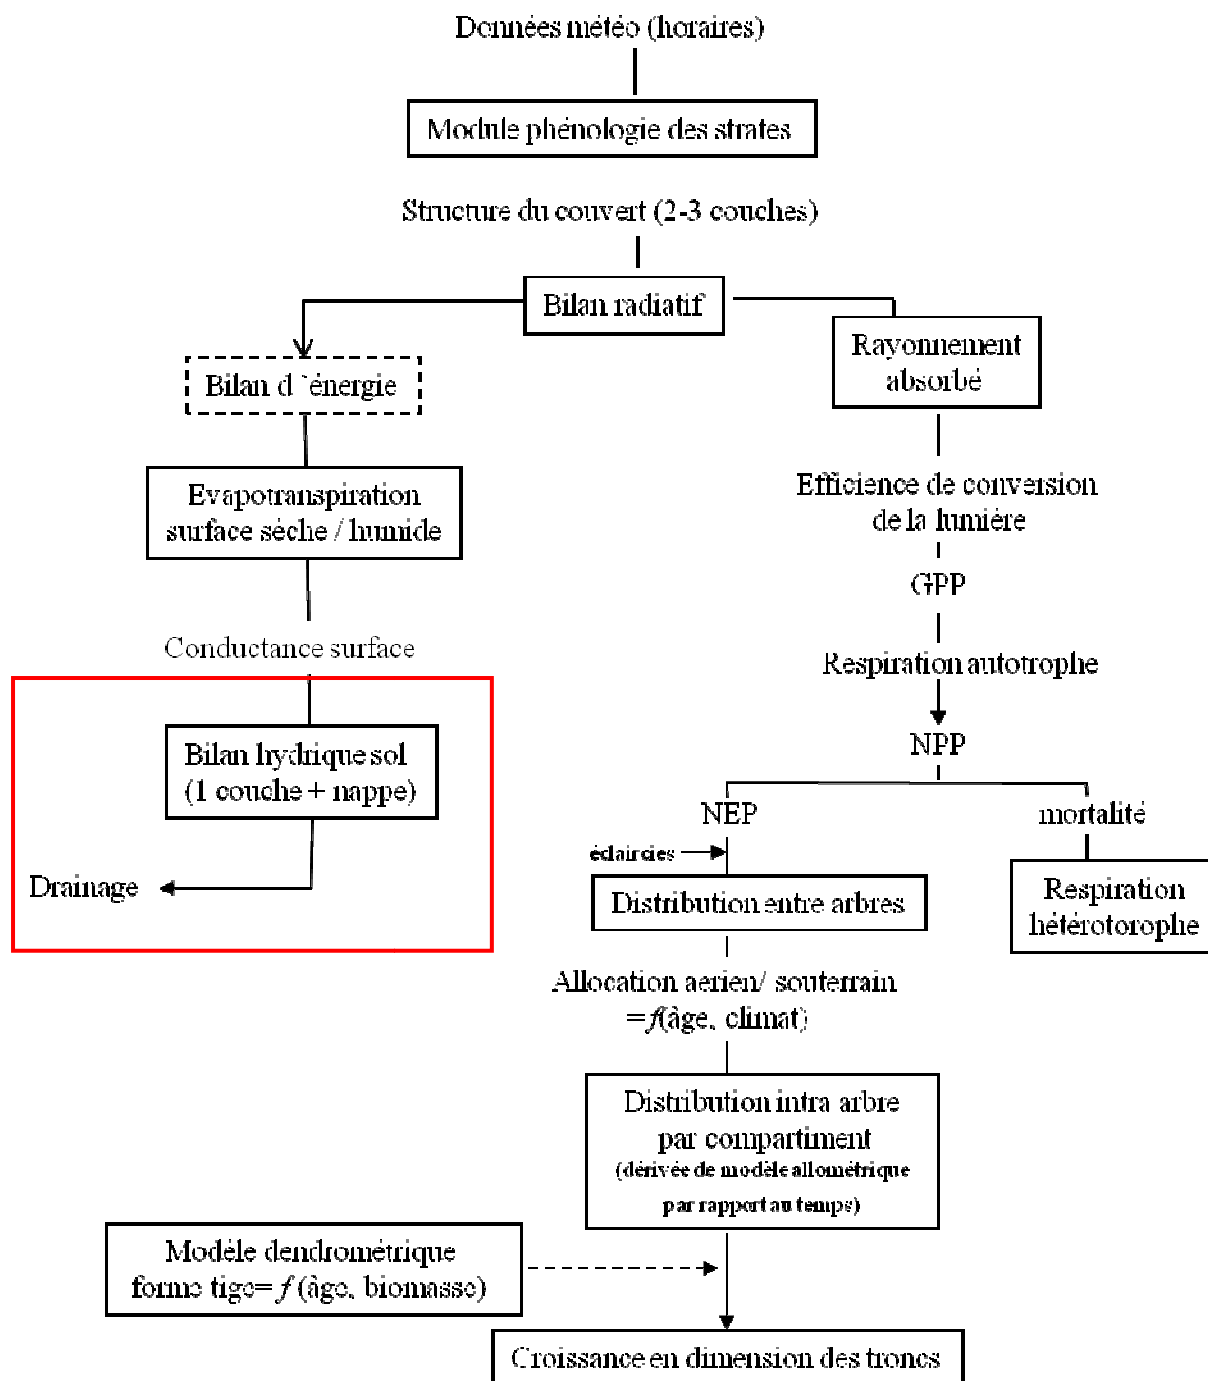 Données météo (horaires)
Module phénologie des strates
Structure du couvert (2-3 couches)
Bilan radiatif
Bilan d `énergie
Evapotranspiration
surface sèche / humide
Conductance surface
Bilan hydrique sol
(1 couche + nappe)
Drainage
Rayonnement
absorbé
Efficience de conversion
de la lumière
GPP
Respiration autotrophe
NPP
NEP
mortalité
éclaircies
Distribution entre arbres
Respiration
hétérotorophe
Allocation aerien/ souterrain
=f(âge, climat)
Distribution intra arbre
par compartiment
(dérivée de modèle allométrique
par rapport au temps)
Modèle dendrométrique
forme tige= f (âge, biomasse)
Croissance en dimension des troncs